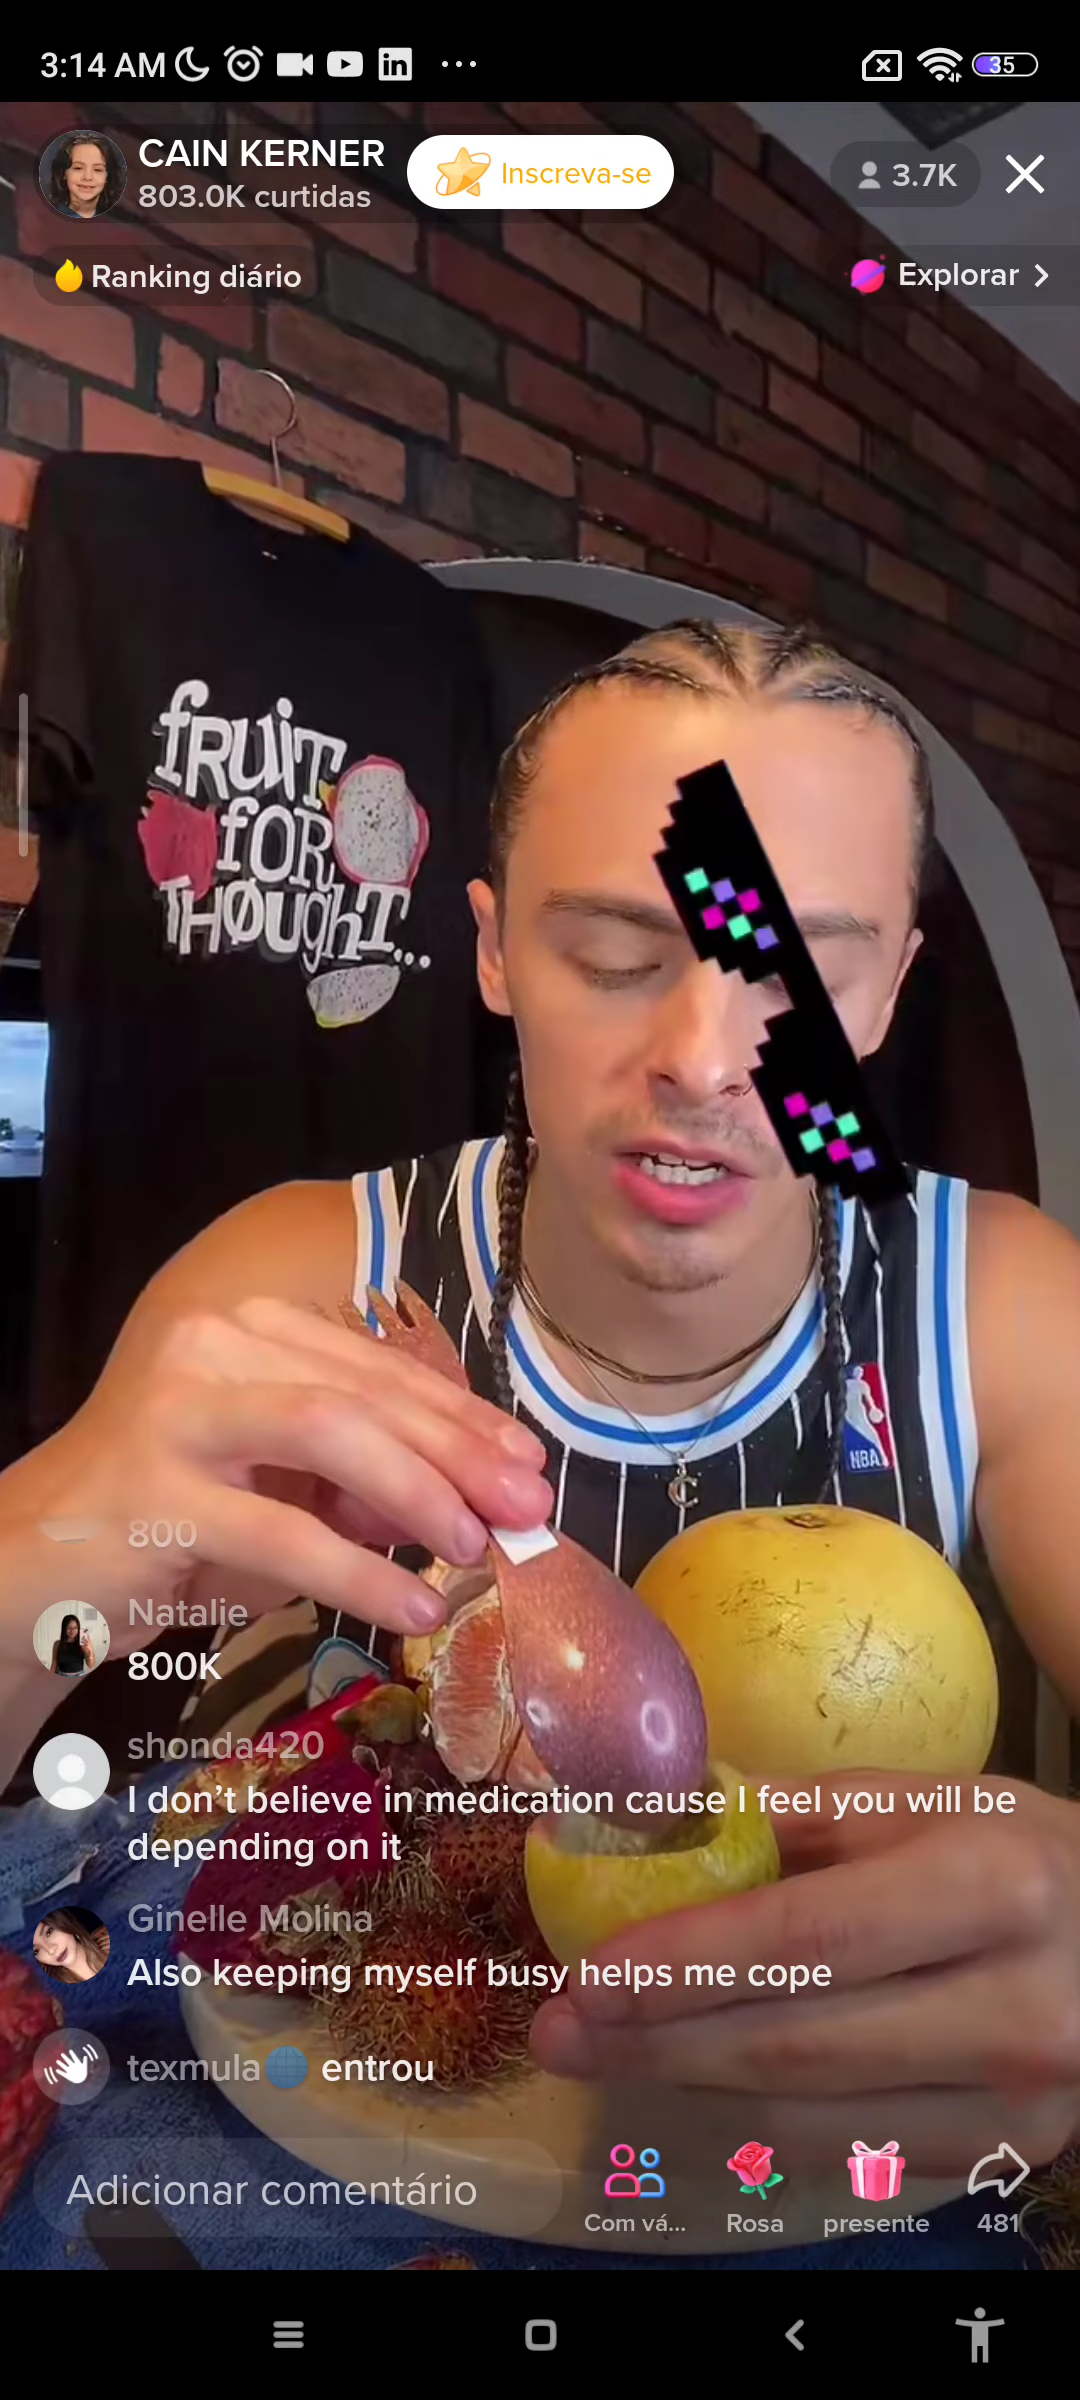 3:14 AM
35
CAIN KERNER
803.0K curtidas
Inscreva-se
3.7K
Ranking diário
Explorar
fRUiT
fOR
THOUghT...
NBA
C
800
Natalie
800K
shonda420
I don’t believe in medication cause I feel you will be
depending on it
Ginelle Molina
Also keeping myself busy helps me cope
texmula entrou
Adicionar comentário
Com vá...
Rosa
presente
481